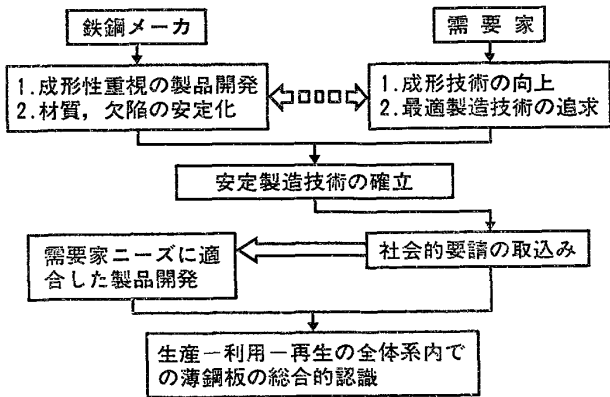 鉄鋼メーカ
需要家
1.成形性重視の製品開発
2.材質,欠陥の安定化
1.成形技術の向上
2.最適製造技術の追求
安定製造技術の確立
社会的要請の取込み
需要家ニーズに適
合した製品開発
生産－利用－再生の全体系内で
の薄鋼板の総合的認識